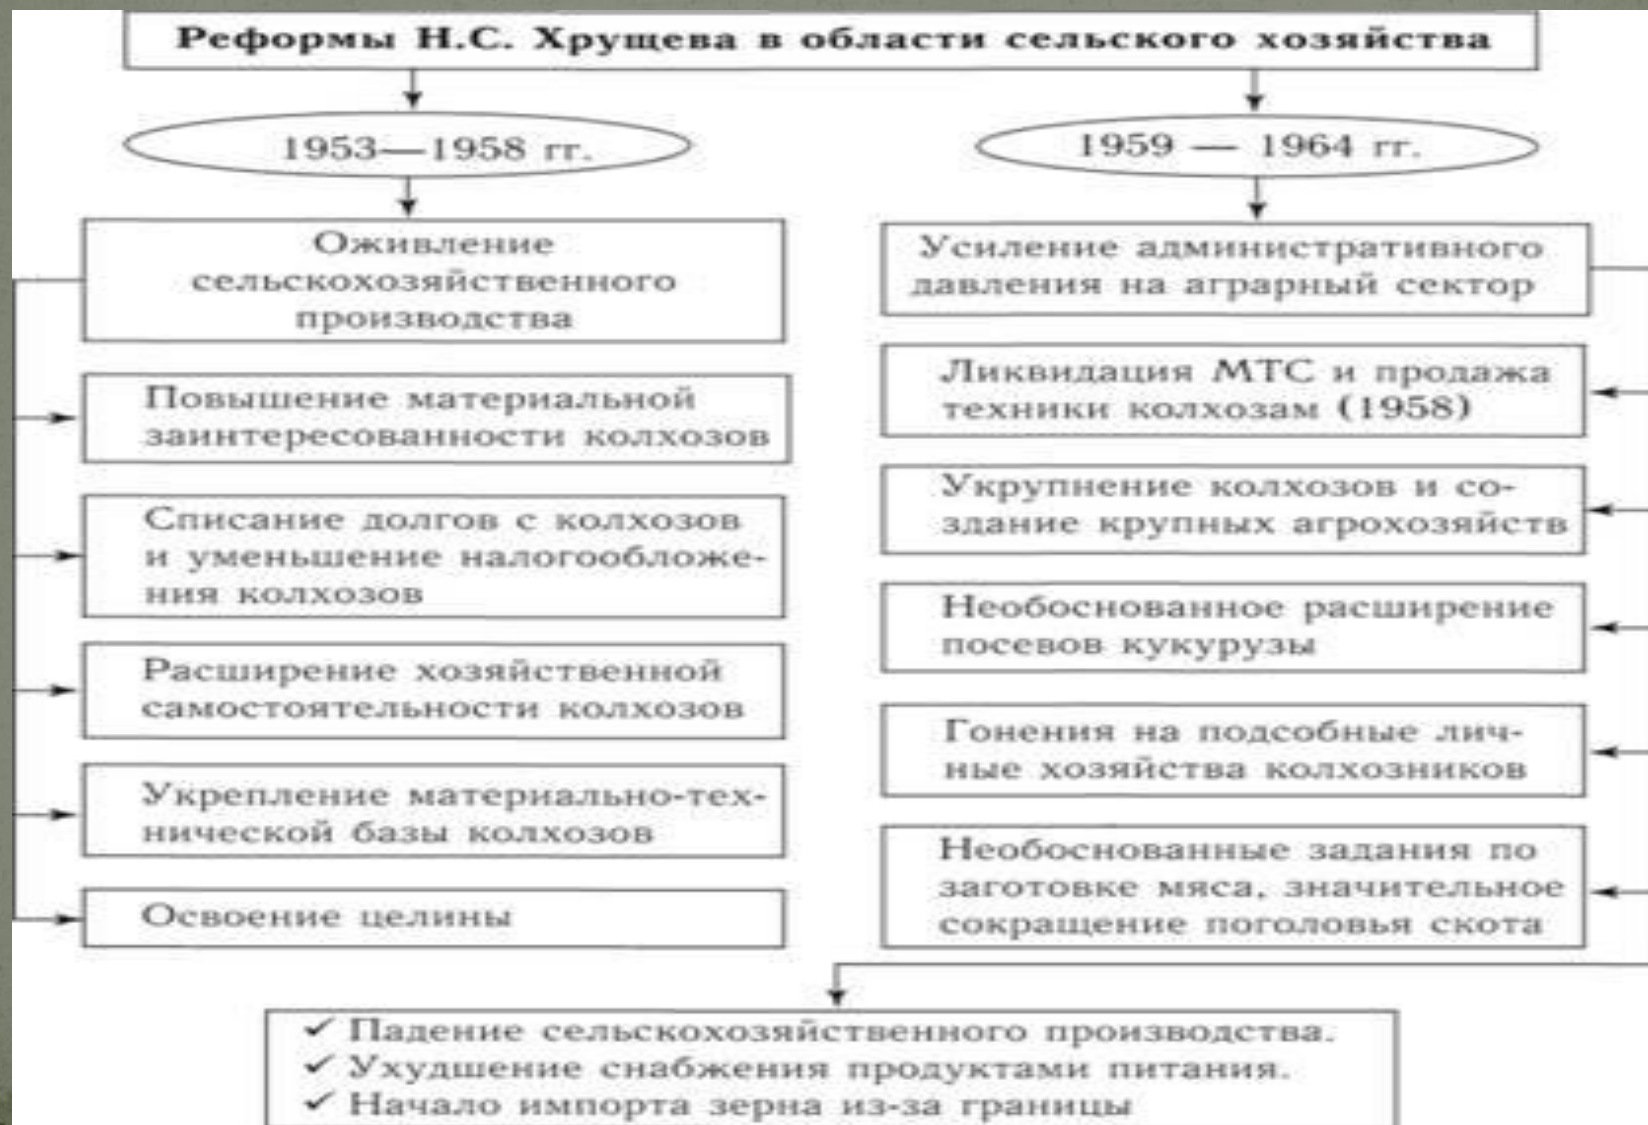 Реформы Н.С. Хрущева в области сельского хозяйства
1953—1958 гг.
Оживление
сельскохозяйственного
производства
Повышение материальной
заинтересованности колхозов
Списание долгов с колхозов
и уменьшение налогообложе-
ния колхозов
Расширение хозяйственной
самостоятельности колхозов
Укрепление материально-тех-
нической базы колхозов
Освоение целины
1959 — 1964 гг.
Усиление административного
давления на аграрный сектор
Ликвидация МТС и продажа
техники колхозам (1958)
Укрупнение колхозов и со-
здание крупных агрохозяйств
Необоснованное расширение
посевов кукурузы
Гонения на подсобные лич-
ные хозяйства колхозников
Необоснованные задания по
заготовке мяса, значительное
сокращение поголовья скота
✓ Падение сельскохозяйственного производства.
✓ Ухудшение снабжения продуктами питания.
✓ Начало импорта зерна из-за границы